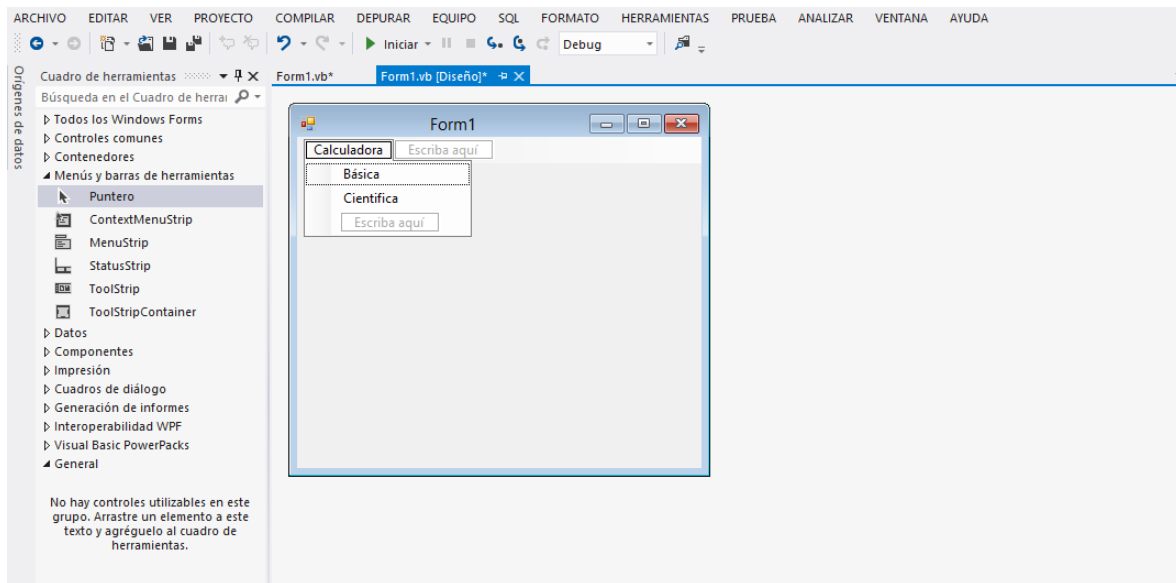 ARCHIVO EDITAR VER PROYECTO COMPILAR DEPURAR EQUIPO SQL FORMATO HERRAMIENTAS PRUEBA ANALIZAR VENTANA AYUDA
Iniciar Debug
Orígenes de datos
Cuadro de herramientas
Búsqueda en el Cuadro de herrai
Todos los Windows Forms
Controles comunes
Contenedores
Menús y barras de herramientas
Puntero
ContextMenuStrip
MenuStrip
StatusStrip
ToolStrip
ToolStripContainer
Datos
Componentes
Impresión
Cuadros de diálogo
Generación de informes
Interoperabilidad WPF
Visual Basic PowerPacks
General
No hay controles utilizables en este
grupo. Arrastre un elemento a este
texto y agréguelo al cuadro de
herramientas.
Form1.vb* Form1.vb [Diseño]*
Form1
Calculadora Escriba aquí
Básica
Cientifica
Escriba aquí